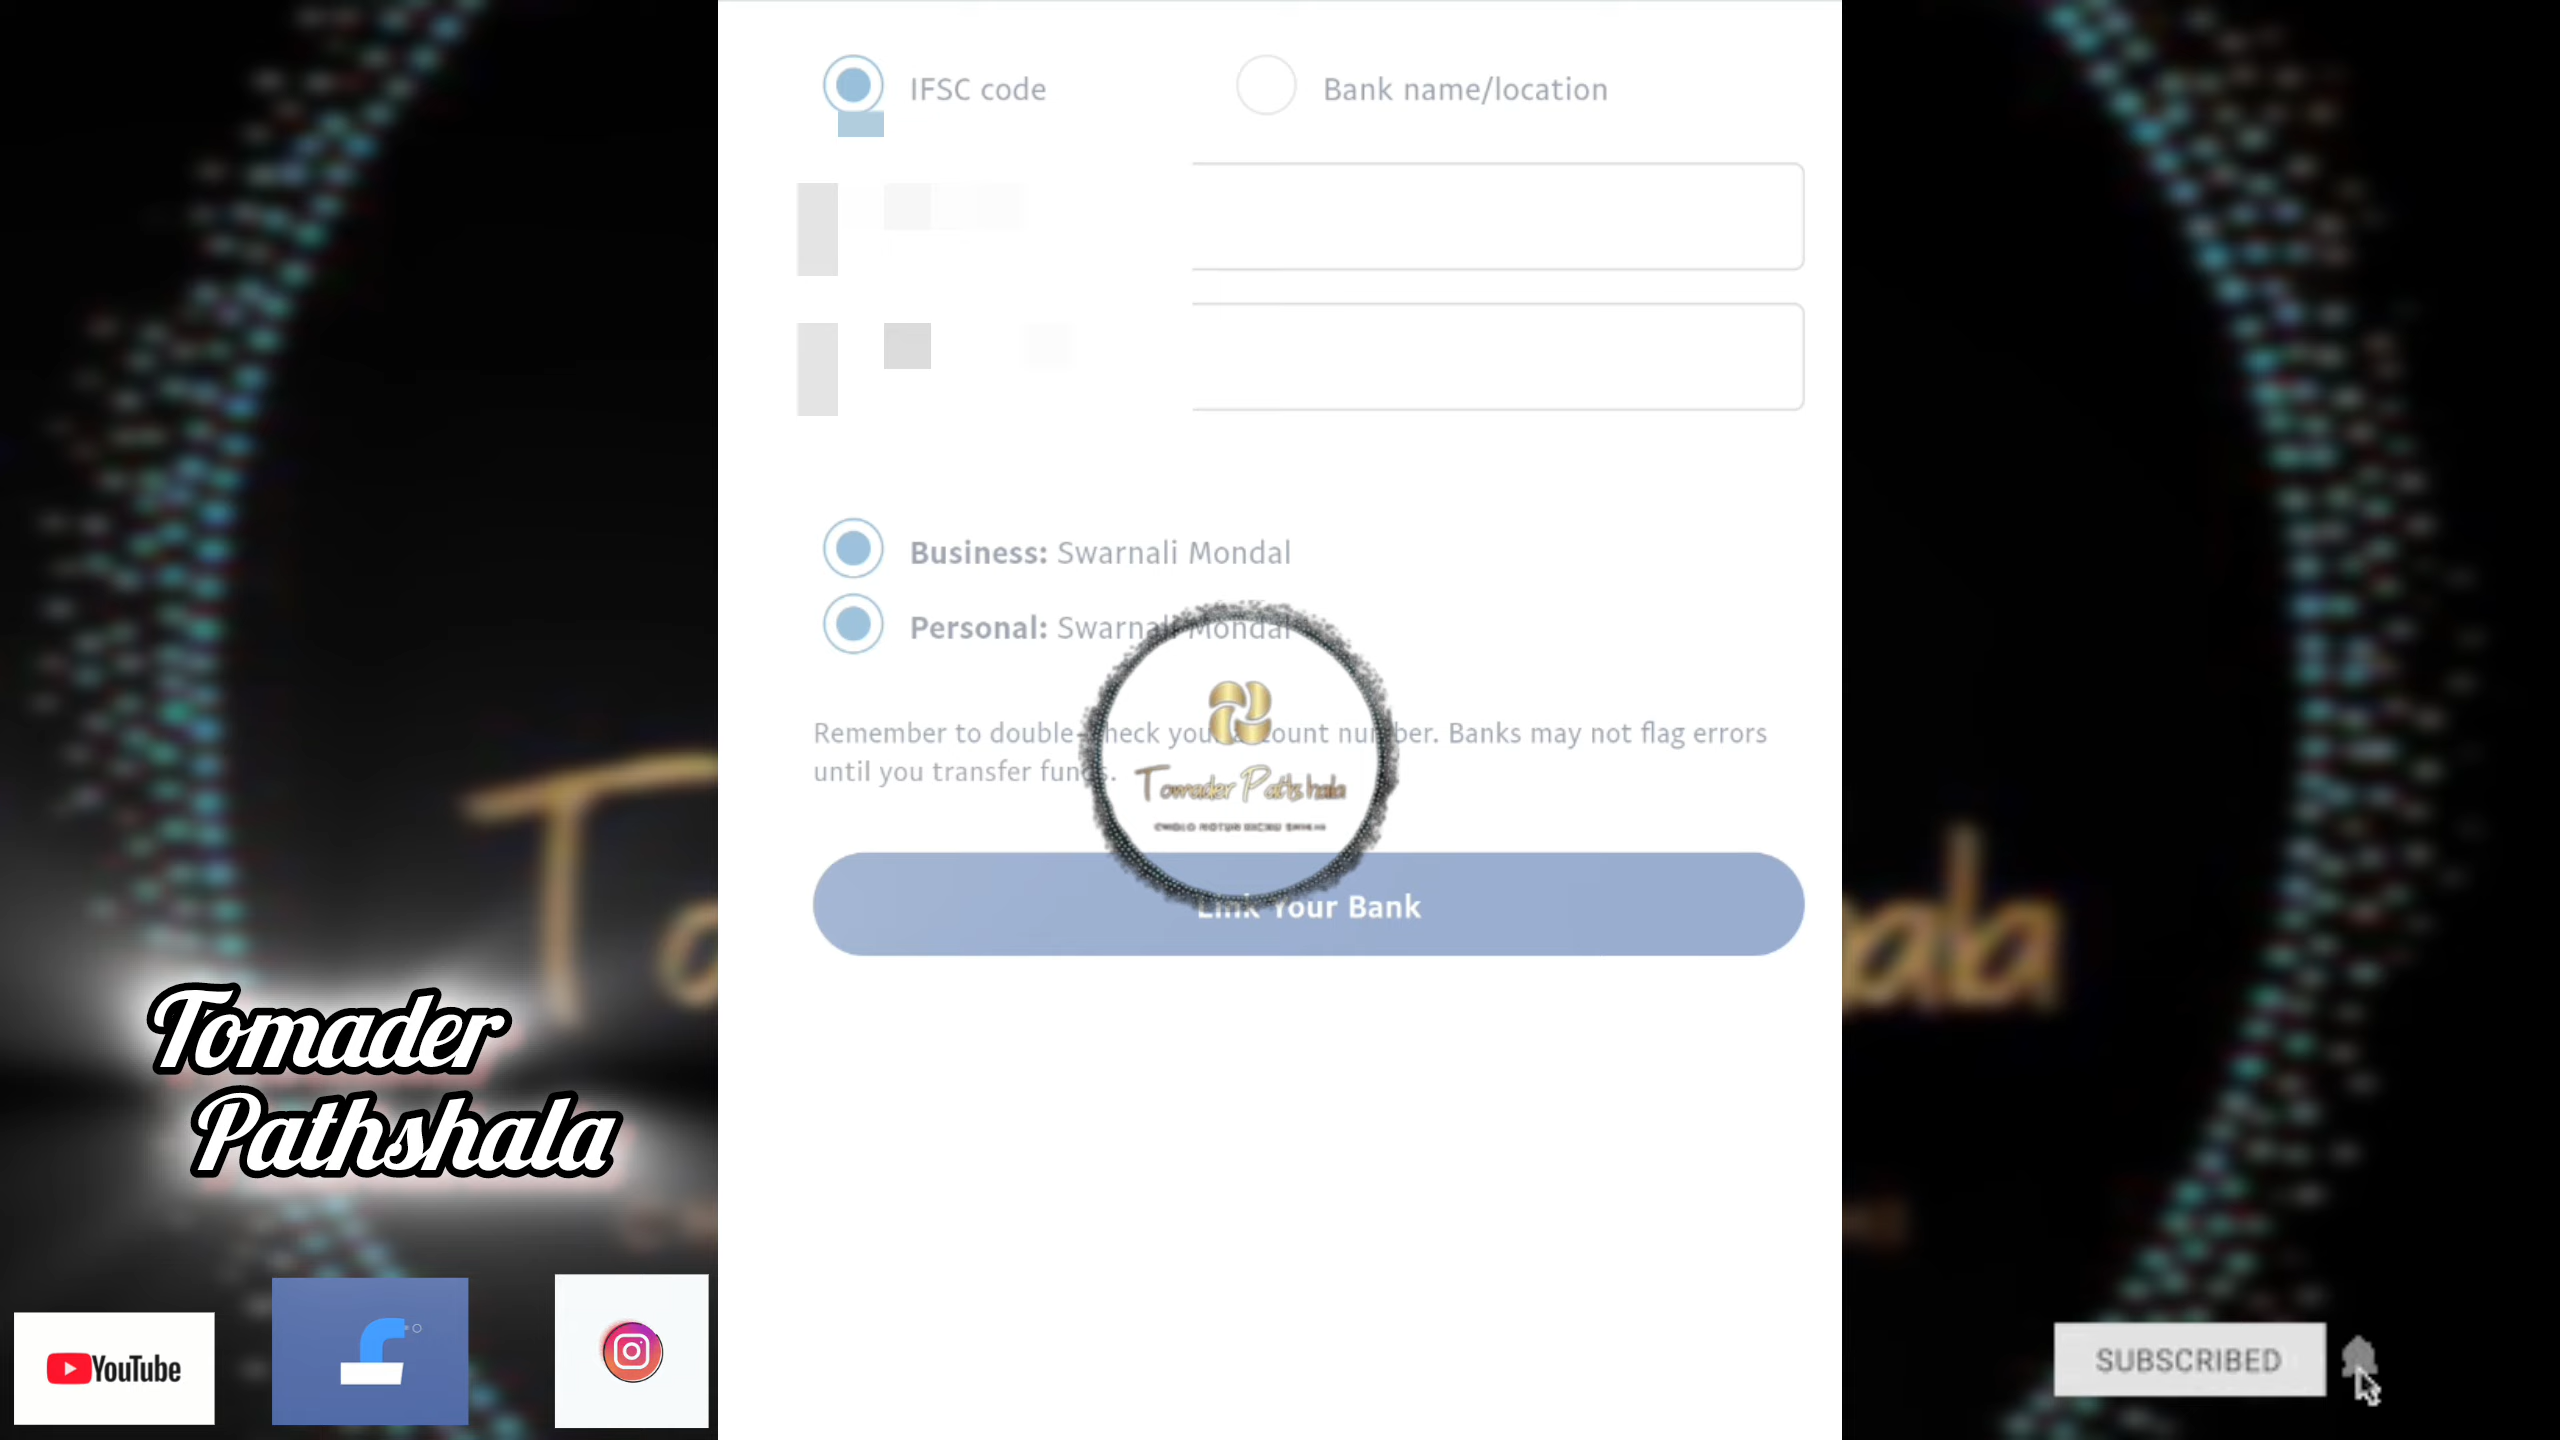 IFSC code
Bank name/location
Business: Swarnali Mondal
Personal: Swarnali Mondal
Remember to double-check your account number. Banks may not flag errors
until you transfer funds.
Tomader Pathshala
Link Your Bank
Tomader
Pathshala
YouTube
SUBSCRIBED